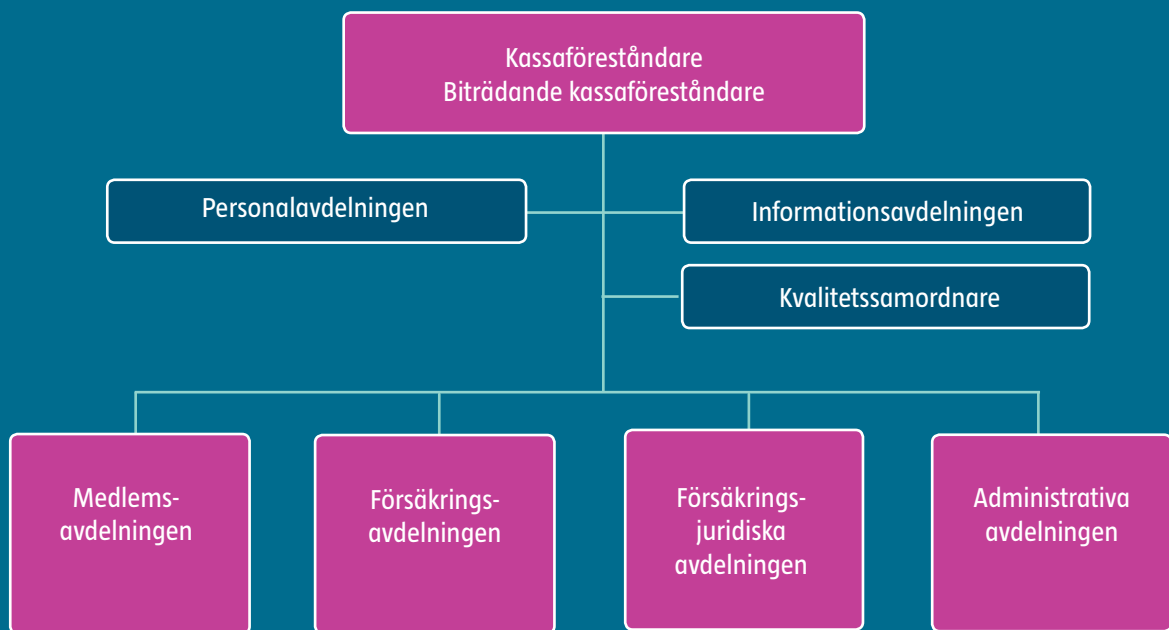 Kassaföreståndare
Biträdande kassaföreståndare
Personalavdelningen
Informationsavdelningen
Kvalitetssamordnare
Medlems-
avdelningen
Försäkrings-
avdelningen
Försäkrings-
juridiska
avdelningen
Administrativa
avdelningen